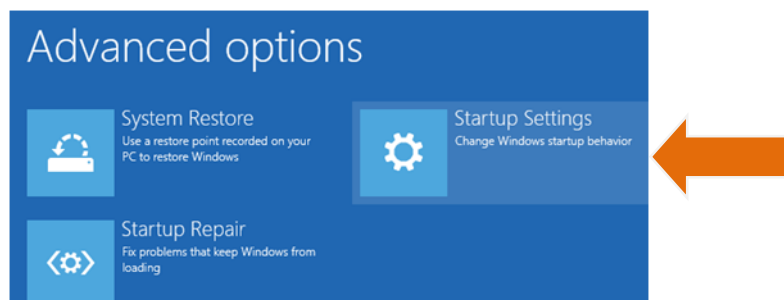 Advanced options
System Restore
Use a restore point recorded on your
PC to restore Windows
Startup Settings
Change Windows startup behavior
Startup Repair
Fix problems that keep Windows from
loading